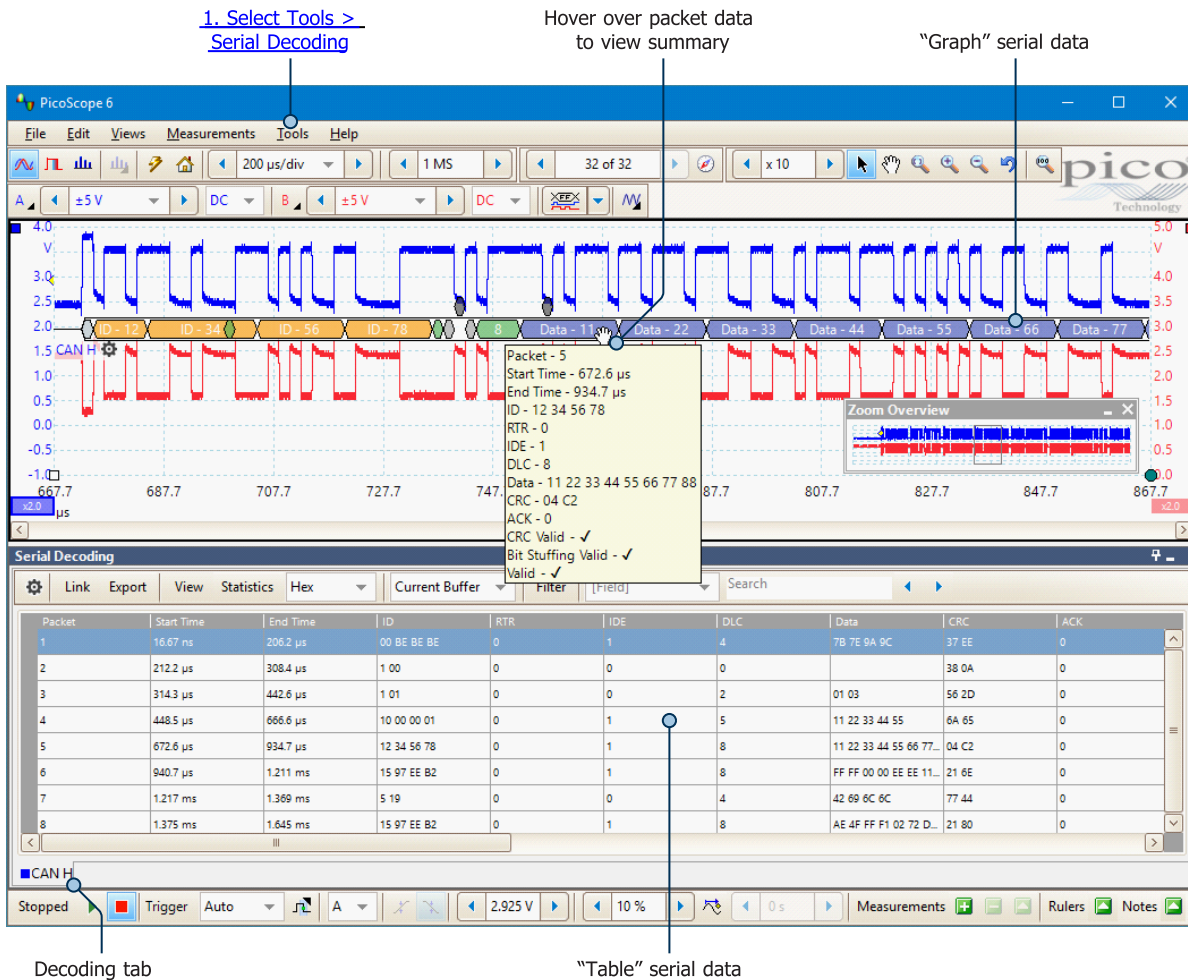 1. Select Tools >
Serial Decoding
Hover over packet data
to view summary
“Graph” serial data
PicoScope 6
File Edit Views Measurements Tools Help
200 µs/div 1 MS 32 of 32 x 10
pico
Technology
A ±5 V DC B ±5 V DC
4.0 5.0
V V
3.0 4.0
2.5 3.5
2.0 ID - 12 ID - 34 ID - 56 ID - 78 8 Data - 11 Data - 22 Data - 33 Data - 44 Data - 55 Data - 66 Data - 77 3.0
1.5 CAN H 2.5
1.0 2.0
0.5 1.5
0.0 1.0
-0.5 0.5
-1.0 0.0
Packet - 5
Start Time - 672.6 µs
End Time - 934.7 µs
ID - 12 34 56 78
RTR - 0
IDE - 1
DLC - 8
Data - 11 22 33 44 55 66 77 88
CRC - 04 C2
ACK - 0
CRC Valid - ✓
Bit Stuffing Valid - ✓
Valid - ✓
Zoom Overview
667.7 687.7 707.7 727.7 747. 87.7 807.7 827.7 847.7 867.7
x2.0 µs x2.0
Serial Decoding
Link Export View Statistics Hex Current Buffer Filter [Field] Search
Packet Start Time End Time ID RTR IDE DLC Data CRC ACK
1 16.67 ns 206.2 µs 00 BE BE BE 0 1 4 7B 7E 9A 9C 37 EE 0
2 212.2 µs 308.4 µs 1 00 0 0 0 38 0A 0
3 314.3 µs 442.6 µs 1 01 0 0 2 01 03 56 2D 0
4 448.5 µs 666.6 µs 10 00 00 01 0 1 5 11 22 33 44 55 6A 65 0
5 672.6 µs 934.7 µs 12 34 56 78 0 1 8 11 22 33 44 55 66 77... 04 C2 0
6 940.7 µs 1.211 ms 15 97 EE B2 0 1 8 FF FF 00 00 EE EE 11... 21 6E 0
7 1.217 ms 1.369 ms 5 19 0 0 4 42 69 6C 6C 77 44 0
8 1.375 ms 1.645 ms 15 97 EE B2 0 1 8 AE 4F FF F1 02 72 D... 21 80 0
CAN H
Stopped Trigger Auto A 2.925 V 10 % 0 s Measurements Rulers Notes
Decoding tab
“Table” serial data